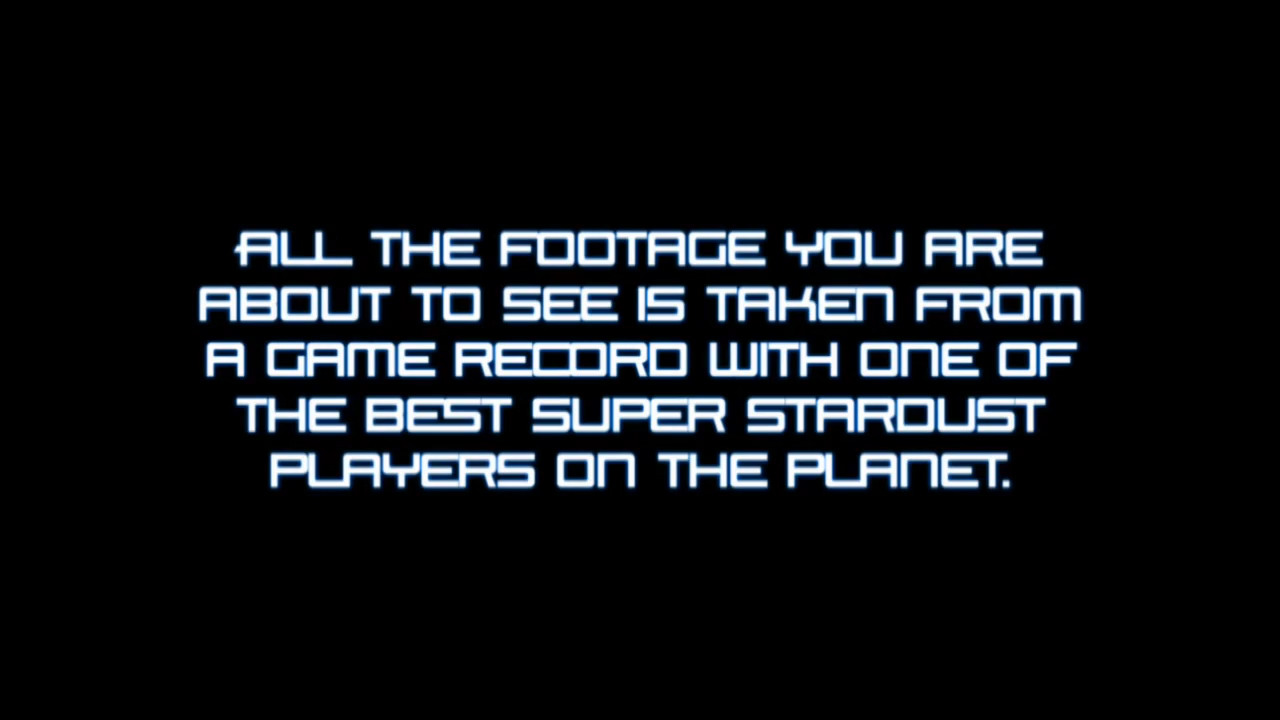 ALL THE FOOTAGE YOU ARE
ABOUT TO SEE IS TAKEN FROM
A GAME RECORD WITH ONE OF
THE BEST SUPER STARDUST
PLAYERS ON THE PLANET.